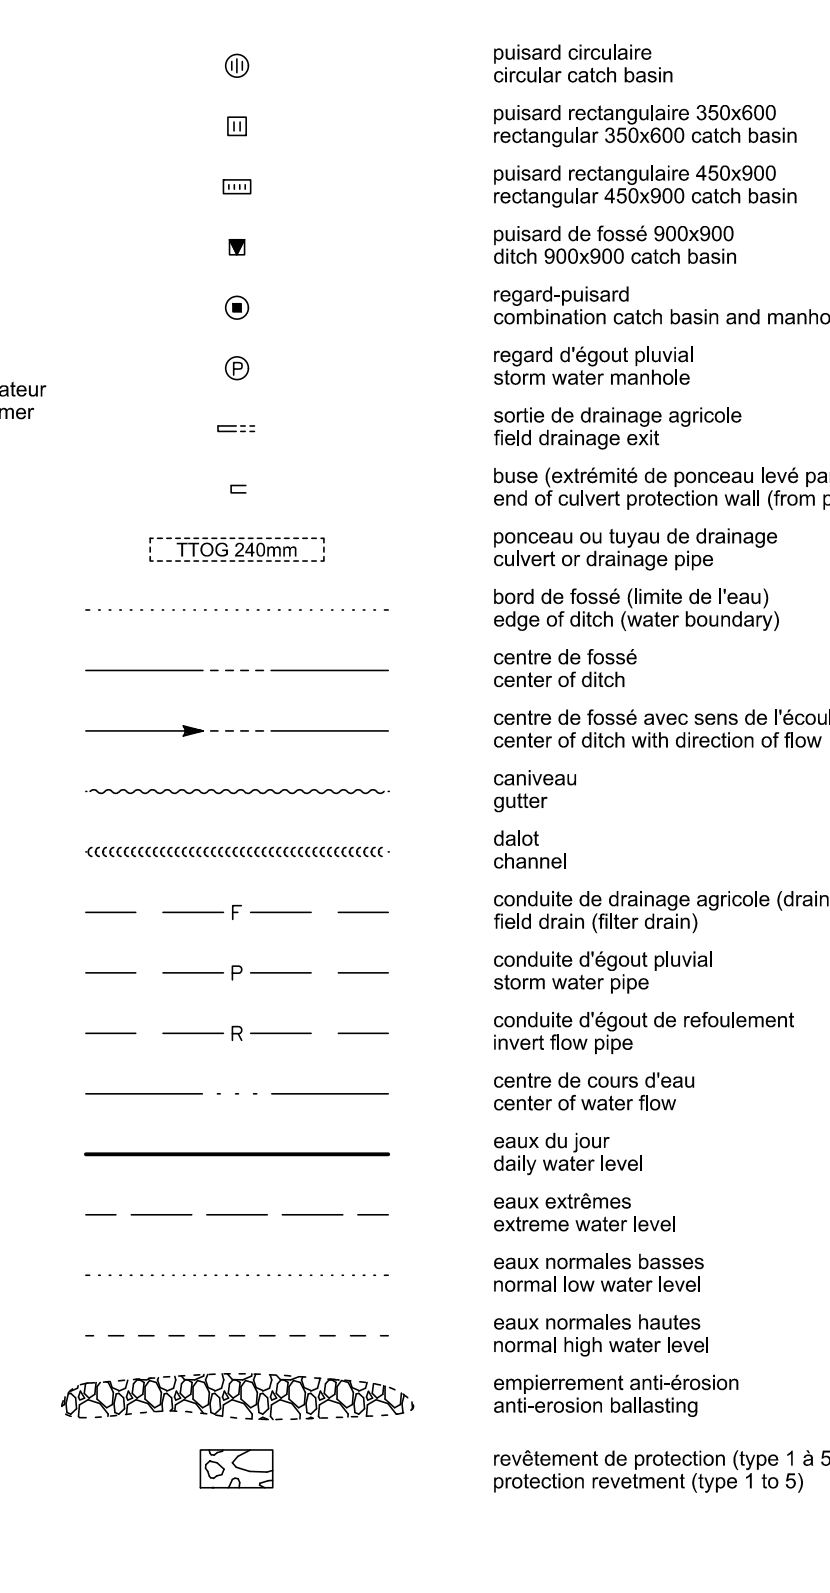 puisard circulaire
circular catch basin
puisard rectangulaire 350x600
rectangular 350x600 catch basin
puisard rectangulaire 450x900
rectangular 450x900 catch basin
puisard de fossé 900x900
ditch 900x900 catch basin
regard-puisard
combination catch basin and manho
P
regard d'égout pluvial
storm water manhole
ateur
mer
sortie de drainage agricole
field drainage exit
buse (extrémité de ponceau levé par
end of culvert protection wall (from p
TTOG 240mm
ponceau ou tuyau de drainage
culvert or drainage pipe
bord de fossé (limite de l'eau)
edge of ditch (water boundary)
centre de fossé
center of ditch
centre de fossé avec sens de l'écoul
center of ditch with direction of flow
caniveau
gutter
dalot
channel
F
conduite de drainage agricole (drain
field drain (filter drain)
P
conduite d'égout pluvial
storm water pipe
R
conduite d'égout de refoulement
invert flow pipe
centre de cours d'eau
center of water flow
eaux du jour
daily water level
eaux extrêmes
extreme water level
eaux normales basses
normal low water level
eaux normales hautes
normal high water level
empierrement anti-érosion
anti-erosion ballasting
revêtement de protection (type 1 à 5
protection revetment (type 1 to 5)